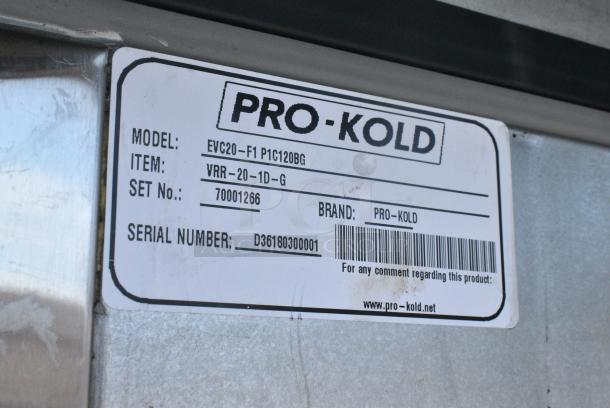 PRO-KOLD
MODEL: EVC20-F1 P1C120BG
ITEM: VRR-20-1D-G
SET No.: 70001266
BRAND: PRO-KOLD
SERIAL NUMBER: D36180300001
For any comment regarding this product:
www.pro-kold.net